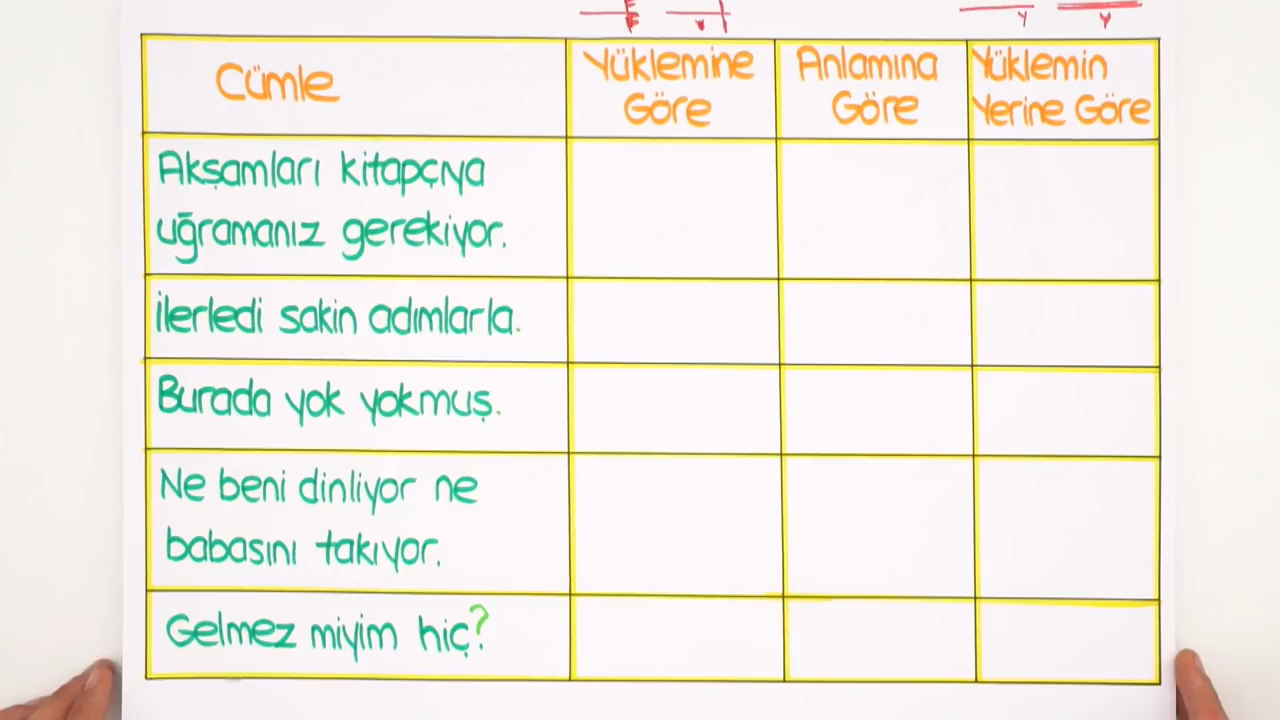 Cümle
Yüklemine
Göre
Anlamına
Göre
Yüklemin
Yerine Göre
Akşamları kitapçıya
uğramanız gerekiyor.
İlerledi sakin adımlarla.
Burada yok yokmuş.
Ne beni dinliyor ne
babasını takıyor.
Gelmez miyim hiç?